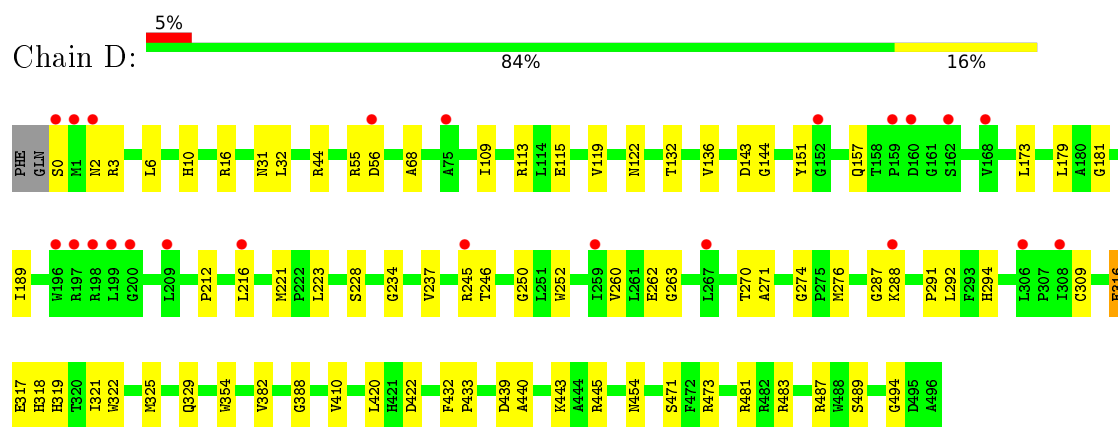 5%
Chain D:
84%
16%
PHE GLN S0 M1 N2 R3 L6 H10 R16 N31 L32 R44 R55 D56 A68 A75 I109 R113 L114 E115 V119 N122 T132 V136 D143 G144 Y151 G152 Q157 T158 P159 D160 G161 S162 V168 L173 L179 A180 G181
I189 W196 R197 R198 L199 G200 L209 P212 L216 M221 P222 L223 S228 G234 V237 R245 T246 G250 L251 W252 I259 V260 L261 E262 G263 L267 T270 A271 G274 P275 M276 G287 K288 P291 L292 F293 H294 L306 P307 I308 C309 E316
E317 H318 H319 T320 I321 W322 M325 Q329 W354 V382 G388 V410 L420 H421 D422 F432 P433 D439 A440 K443 A444 R445 N454 S471 F472 R473 R481 R482 R483 R487 W488 S489 G494 D495 A496